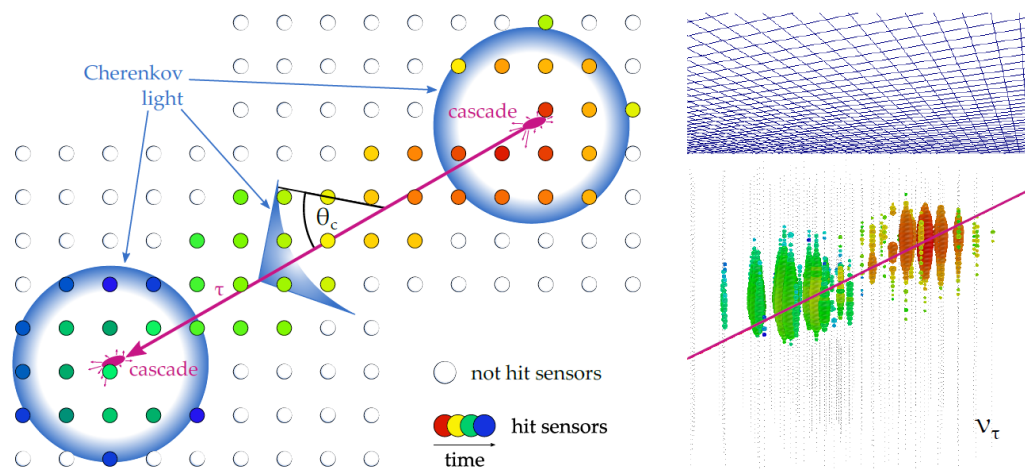 Cherenkov
light
cascade
θc
τ
cascade
not hit sensors
hit sensors
time
ντ